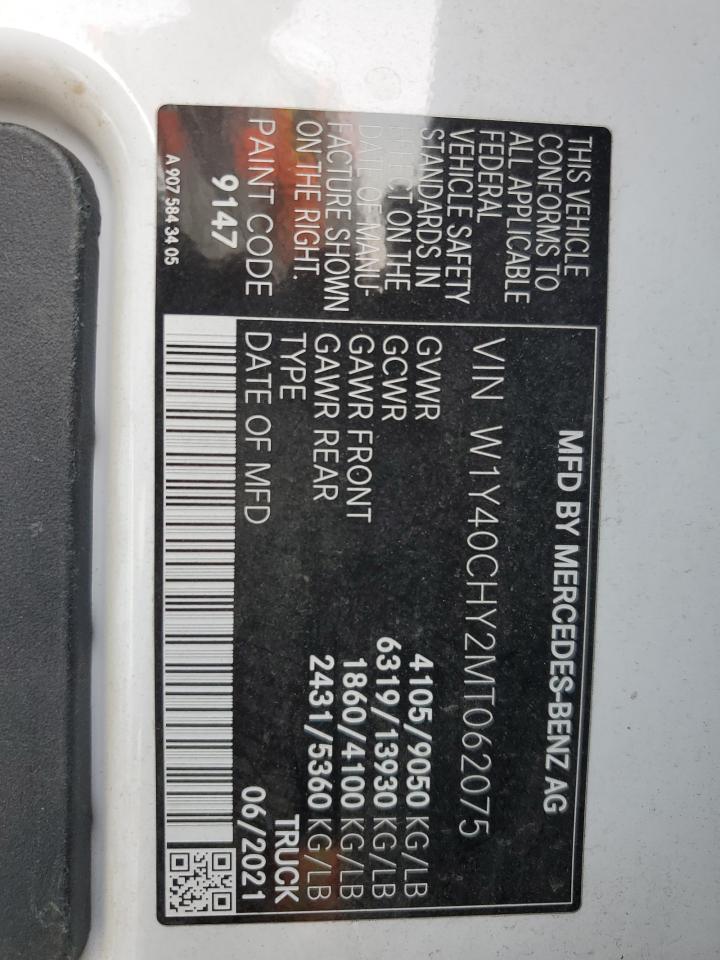 MFD BY MERCEDES-BENZ AG
VIN W1Y40CHY2MT062075
GVWR 4105/9050 KG/LB
GCWR 6319/13930 KG/LB
GAWR FRONT 1860/4100 KG/LB
GAWR REAR 2431/5360 KG/LB
TYPE TRUCK
DATE OF MFD 06/2021
THIS VEHICLE
CONFORMS TO
ALL APPLICABLE
FEDERAL
VEHICLE SAFETY
STANDARDS IN
EFFECT ON THE
DATE OF MANU-
FACTURE SHOWN
ON THE RIGHT.
PAINT CODE
9147
A 907 584 34 05